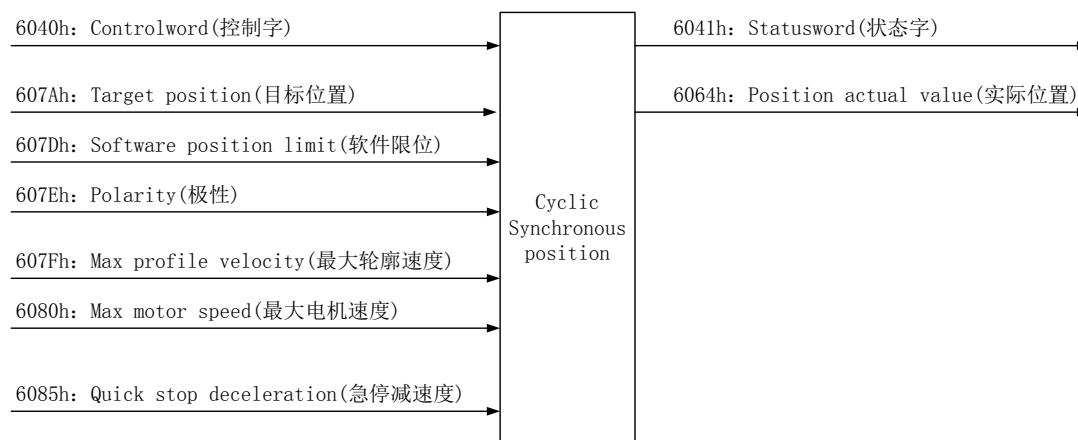 6040h: Controlword(控制字)
607Ah: Target position(目标位置)
607Dh: Software position limit(软件限位)
607Eh: Polarity(极性)
607Fh: Max profile velocity(最大轮廓速度)
6080h: Max motor speed(最大电机速度)
6085h: Quick stop deceleration(急停减速度)
Cyclic
Synchronous
position
6041h: Statusword(状态字)
6064h: Position actual value(实际位置)